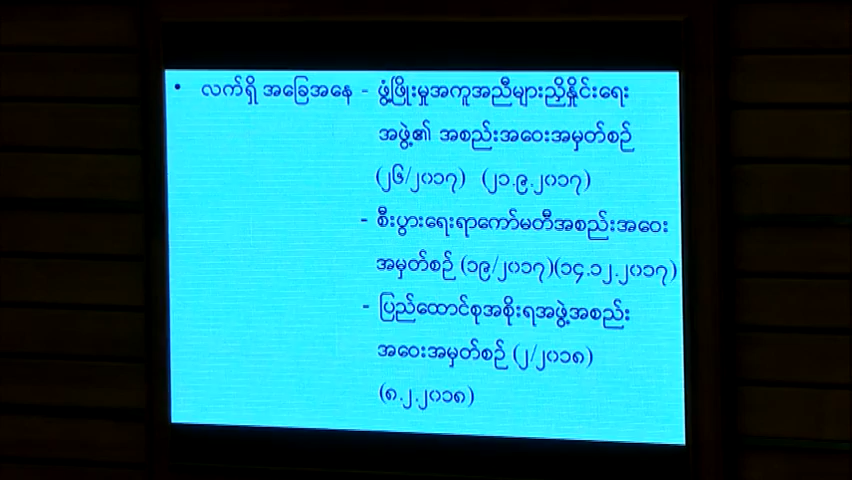 • လက်ရှိ အခြေအနေ - ဖွံ့ဖြိုးမှုအကူအညီများညှိနှိုင်းရေး
အဖွဲ့၏ အစည်းအဝေးအမှတ်စဉ်
(၂၆/၂၀၁၇) (၂၁.၉.၂၀၁၇)
- စီးပွားရေးရာကော်မတီအစည်းအဝေး
အမှတ်စဉ် (၁၉/၂၀၁၇)(၁၄.၁၂.၂၀၁၇)
- ပြည်ထောင်စုအစိုးရအဖွဲ့အစည်း
အဝေးအမှတ်စဉ် (၂/၂၀၁၈)
(၈.၂.၂၀၁၈)